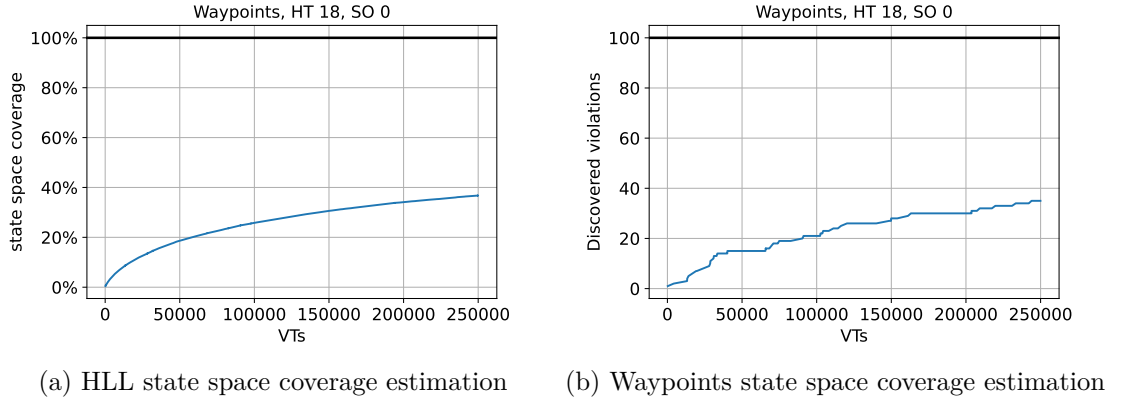 Waypoints, HT 18, SO 0
state space coverage
100%
80%
60%
40%
20%
0%
0 50000 100000 150000 200000 250000
VTs
(a) HLL state space coverage estimation
Waypoints, HT 18, SO 0
Discovered violations
100
80
60
40
20
0
0 50000 100000 150000 200000 250000
VTs
(b) Waypoints state space coverage estimation